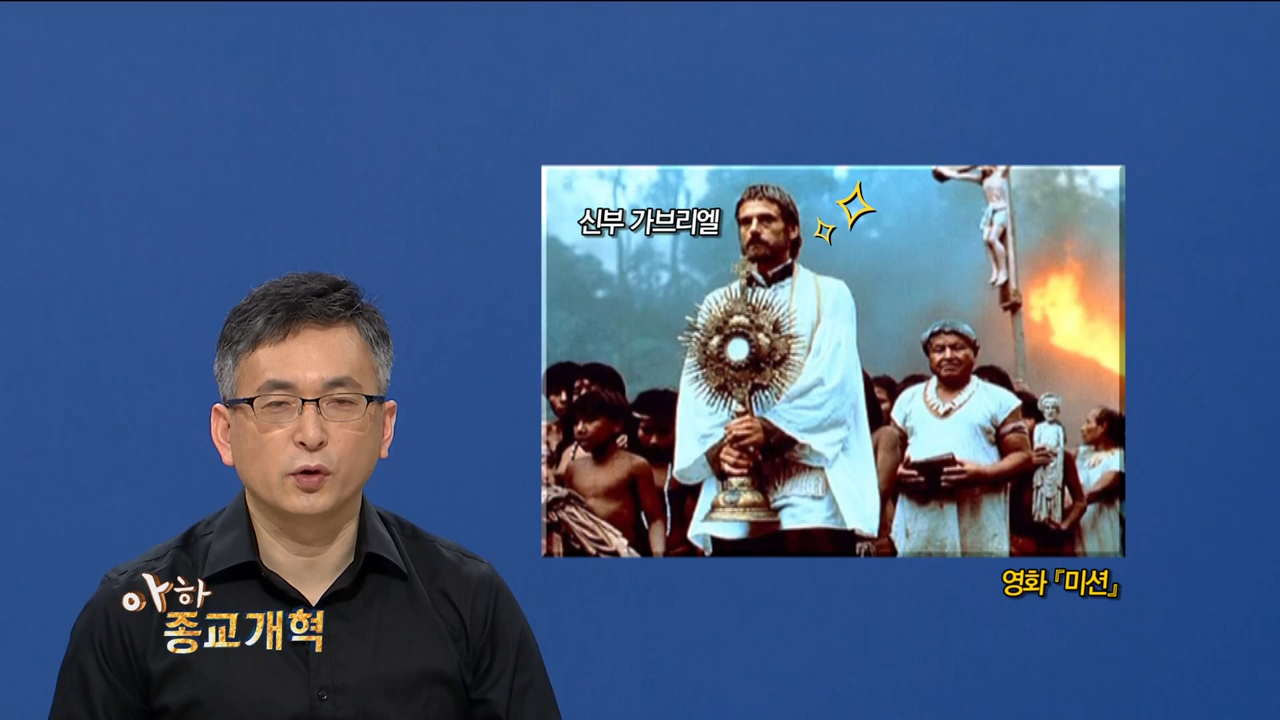 신부 가브리엘
영화 『미션』
아하
종교개혁